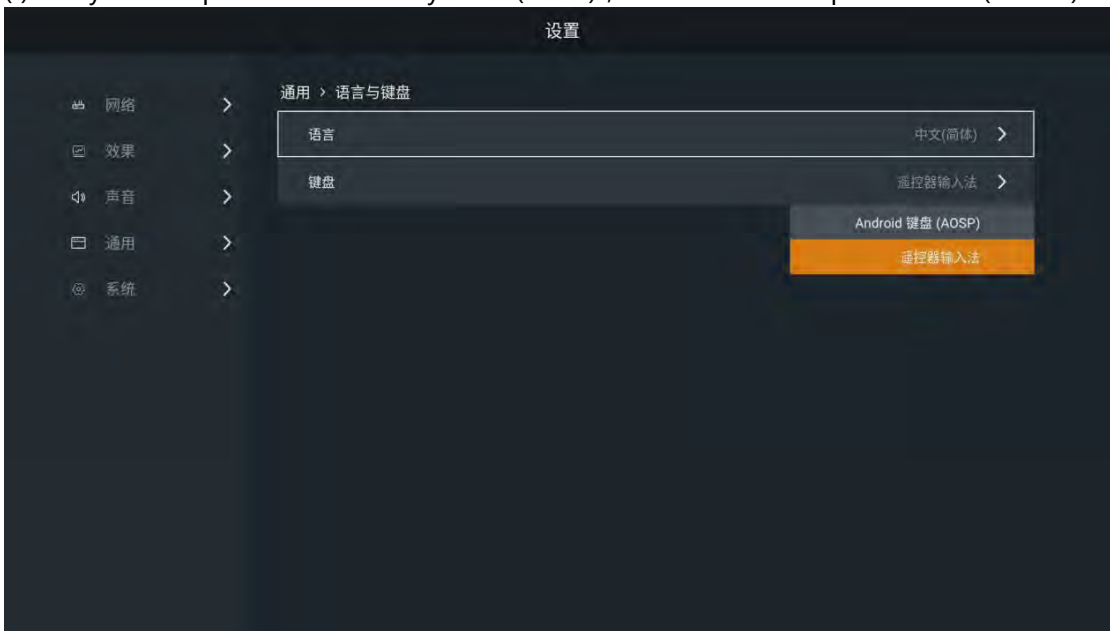 设置
网络
效果
声音
通用
系统
通用 > 语言与键盘
语言 中文(简体)
键盘 遥控器输入法
Android 键盘 (AOSP)
遥控器输入法